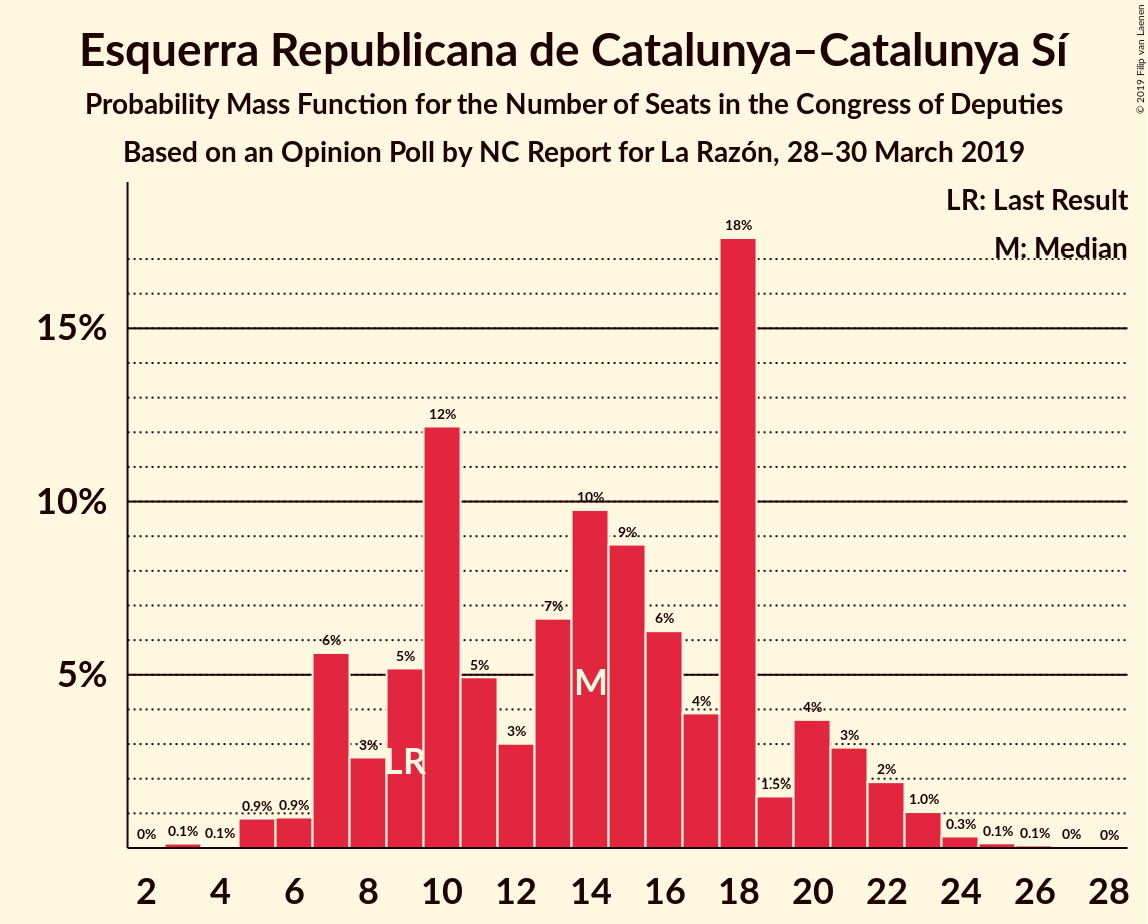 Esquerra Republicana de Catalunya–Catalunya Sí
Probability Mass Function for the Number of Seats in the Congress of Deputies
Based on an Opinion Poll by NC Report for La Razón, 28–30 March 2019
© 2019 Filip van Laenen
LR: Last Result
M: Median
15%
10%
5%
0% 0.1% 0.1% 0.9% 0.9% 6% 3% 5% 12% 5% 3% 7% 10% 9% 6% 4% 18% 1.5% 4% 3% 2% 1.0% 0.3% 0.1% 0.1% 0% 0%
LR
M
2 4 6 8 10 12 14 16 18 20 22 24 26 28